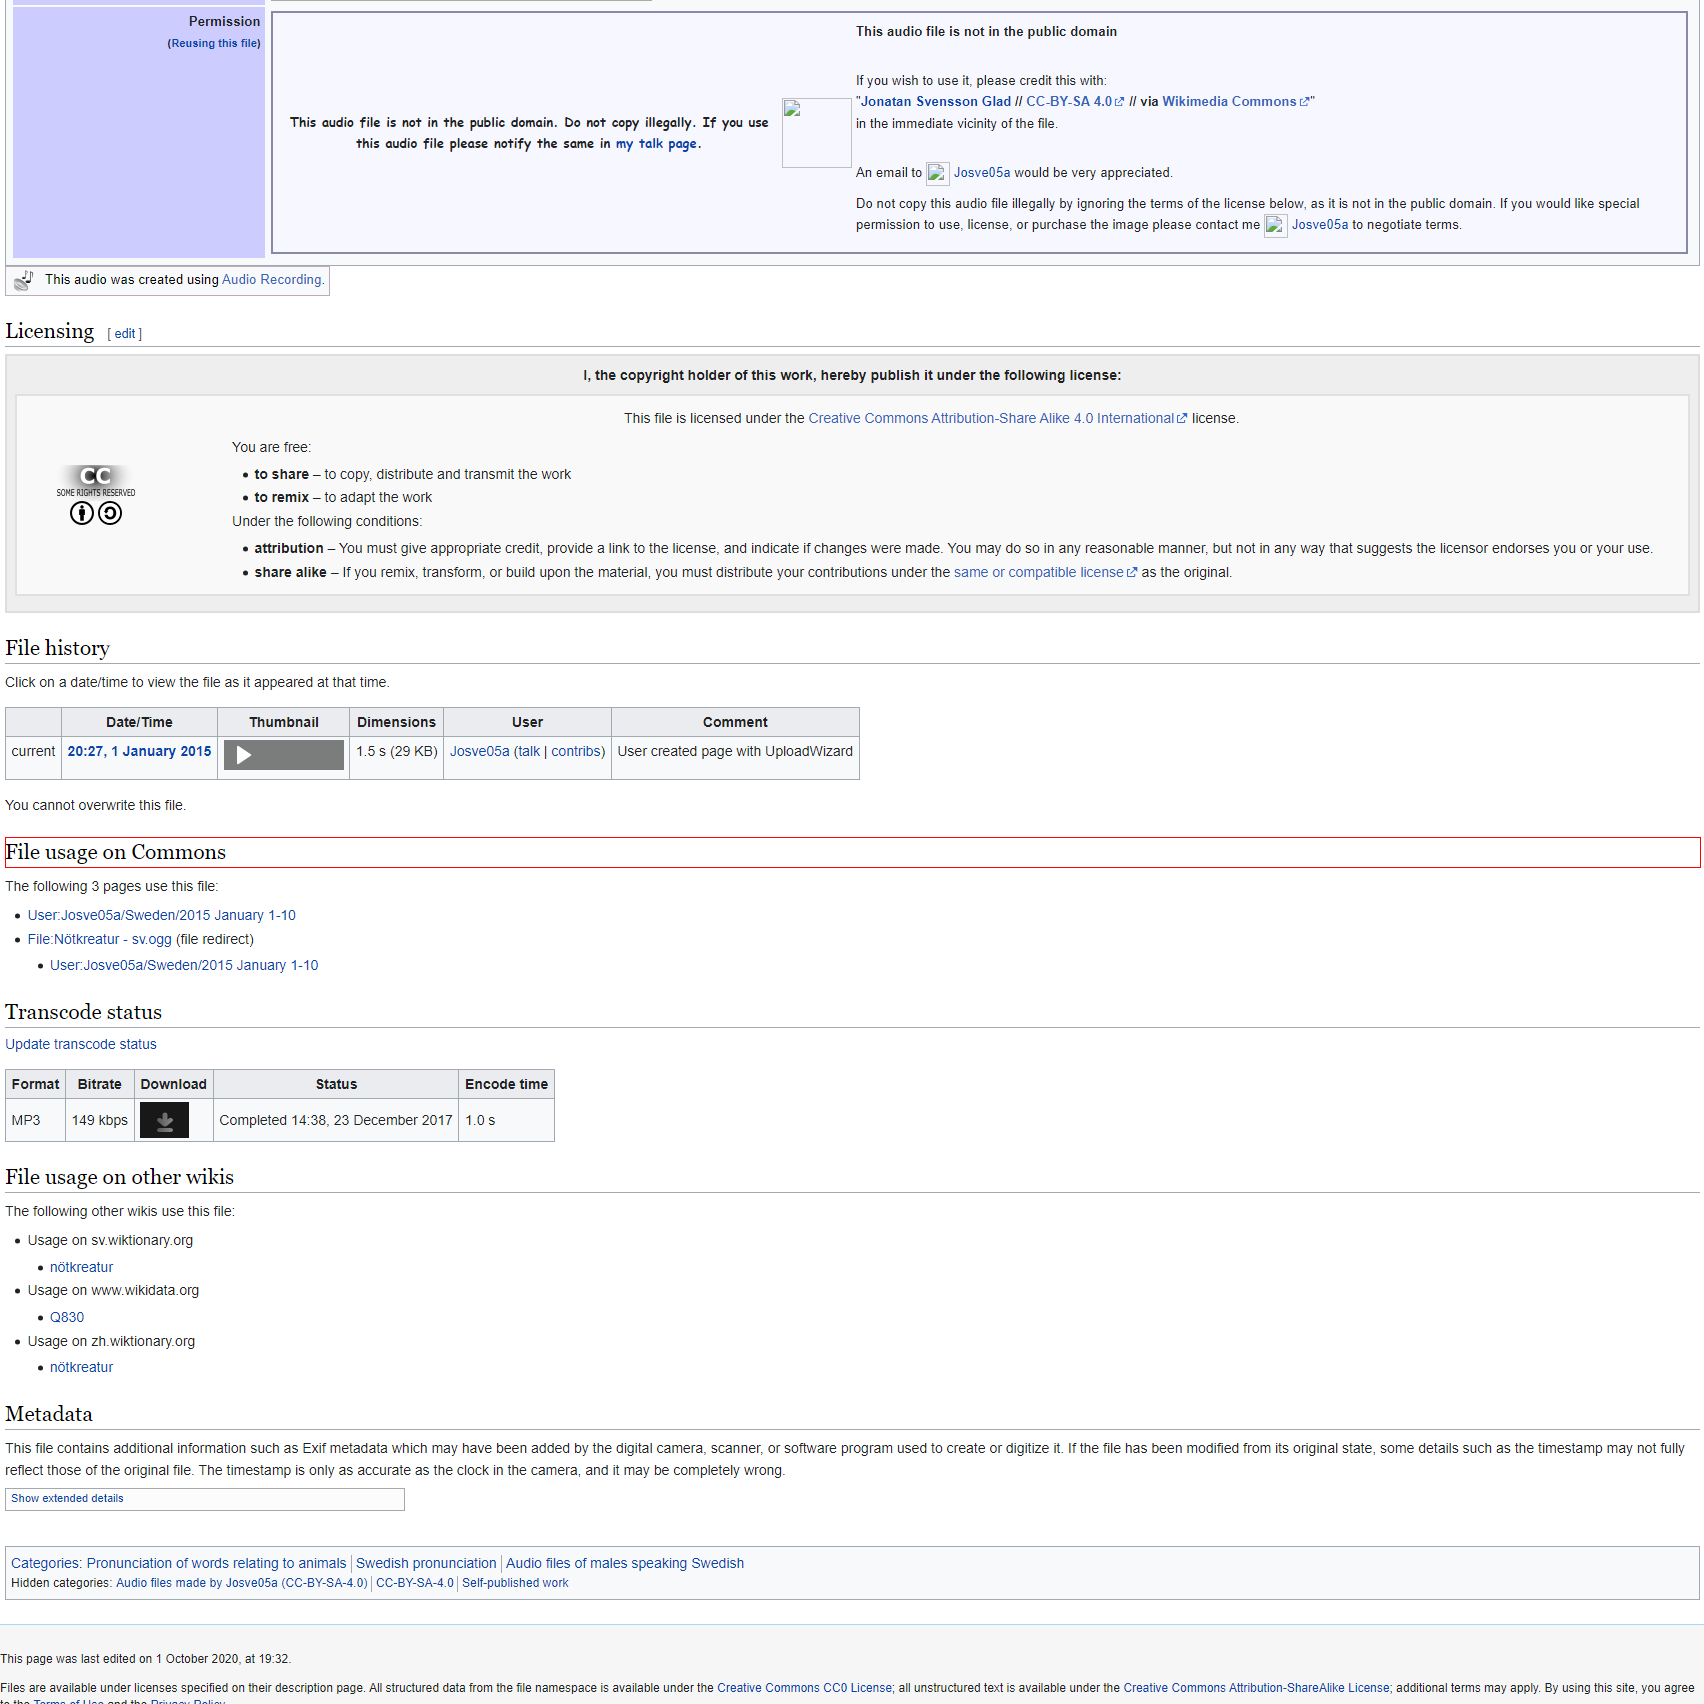 Permission
(Reusing this file)
This audio file is not in the public domain. Do not copy illegally. If you use
this audio file please notify the same in my talk page.
This audio file is not in the public domain
If you wish to use it, please credit this with:
"Jonatan Svensson Glad // CC-BY-SA 4.0 // via Wikimedia Commons"
in the immediate vicinity of the file.
An email to Josve05a would be very appreciated.
Do not copy this audio file illegally by ignoring the terms of the license below, as it is not in the public domain. If you would like special
permission to use, license, or purchase the image please contact me Josve05a to negotiate terms.
This audio was created using Audio Recording.
Licensing [ edit ]
I, the copyright holder of this work, hereby publish it under the following license:
This file is licensed under the Creative Commons Attribution-Share Alike 4.0 International license.
CC
SOME RIGHTS RESERVED
You are free:
• to share – to copy, distribute and transmit the work
• to remix – to adapt the work
Under the following conditions:
• attribution – You must give appropriate credit, provide a link to the license, and indicate if changes were made. You may do so in any reasonable manner, but not in any way that suggests the licensor endorses you or your use.
• share alike – If you remix, transform, or build upon the material, you must distribute your contributions under the same or compatible license as the original.
File history
Click on a date/time to view the file as it appeared at that time.
Date/Time Thumbnail Dimensions User Comment
current 20:27, 1 January 2015 1.5 s (29 KB) Josve05a (talk | contribs) User created page with UploadWizard
You cannot overwrite this file.
File usage on Commons
The following 3 pages use this file:
• User:Josve05a/Sweden/2015 January 1-10
• File:Nötkreatur - sv.ogg (file redirect)
• User:Josve05a/Sweden/2015 January 1-10
Transcode status
Update transcode status
Format Bitrate Download Status Encode time
MP3 149 kbps Completed 14:38, 23 December 2017 1.0 s
File usage on other wikis
The following other wikis use this file:
• Usage on sv.wiktionary.org
• nötkreatur
• Usage on www.wikidata.org
• Q830
• Usage on zh.wiktionary.org
• nötkreatur
Metadata
This file contains additional information such as Exif metadata which may have been added by the digital camera, scanner, or software program used to create or digitize it. If the file has been modified from its original state, some details such as the timestamp may not fully
reflect those of the original file. The timestamp is only as accurate as the clock in the camera, and it may be completely wrong.
Show extended details
Categories: Pronunciation of words relating to animals | Swedish pronunciation | Audio files of males speaking Swedish
Hidden categories: Audio files made by Josve05a (CC-BY-SA-4.0) | CC-BY-SA-4.0 | Self-published work
This page was last edited on 1 October 2020, at 19:32.
Files are available under licenses specified on their description page. All structured data from the file namespace is available under the Creative Commons CC0 License; all unstructured text is available under the Creative Commons Attribution-ShareAlike License; additional terms may apply. By using this site, you agree
to the Terms of Use and the Privacy Policy.